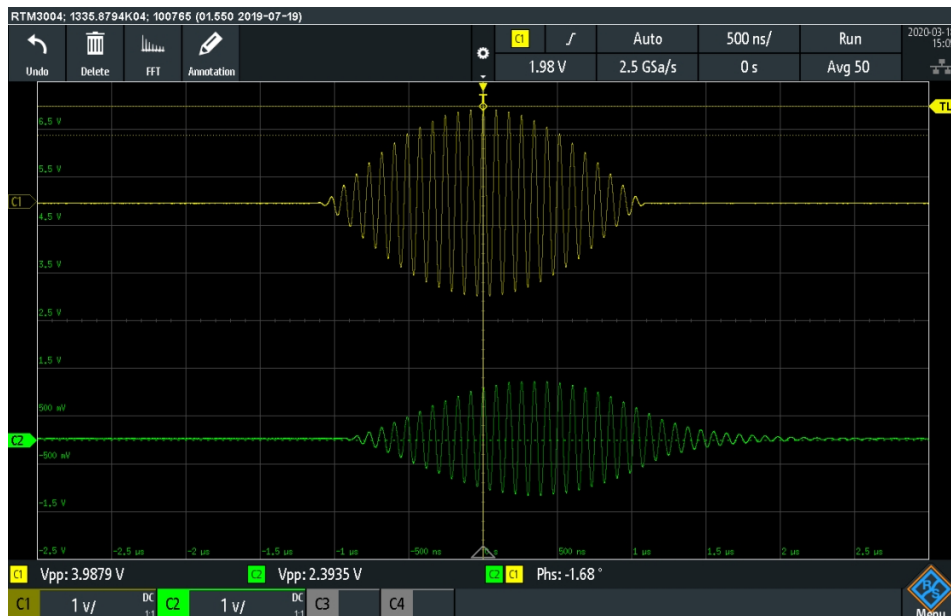 RTM3004; 1335.8794K04; 100765 (01.550 2019-07-19)
Undo Delete FFT Annotation
C1 Auto 500 ns/ Run
1.98 V 2.5 GSa/s 0 s Avg 50
T
TL
6.5 V
5.5 V
C1
4.5 V
3.5 V
2.5 V
1.5 V
500 mV
C2
-500 mV
-1.5 V
-2.5 V -2.5 µs -2 µs -1.5 µs -1 µs -500 ns 0 s 500 ns 1 µs 1.5 µs 2 µs 2.5 µs
C1 Vpp: 3.9879 V C2 Vpp: 2.3935 V C2 C1 Phs: -1.68 °
C1 1 V/ DC 1:1 C2 1 V/ DC 1:1 C3 C4 Menu